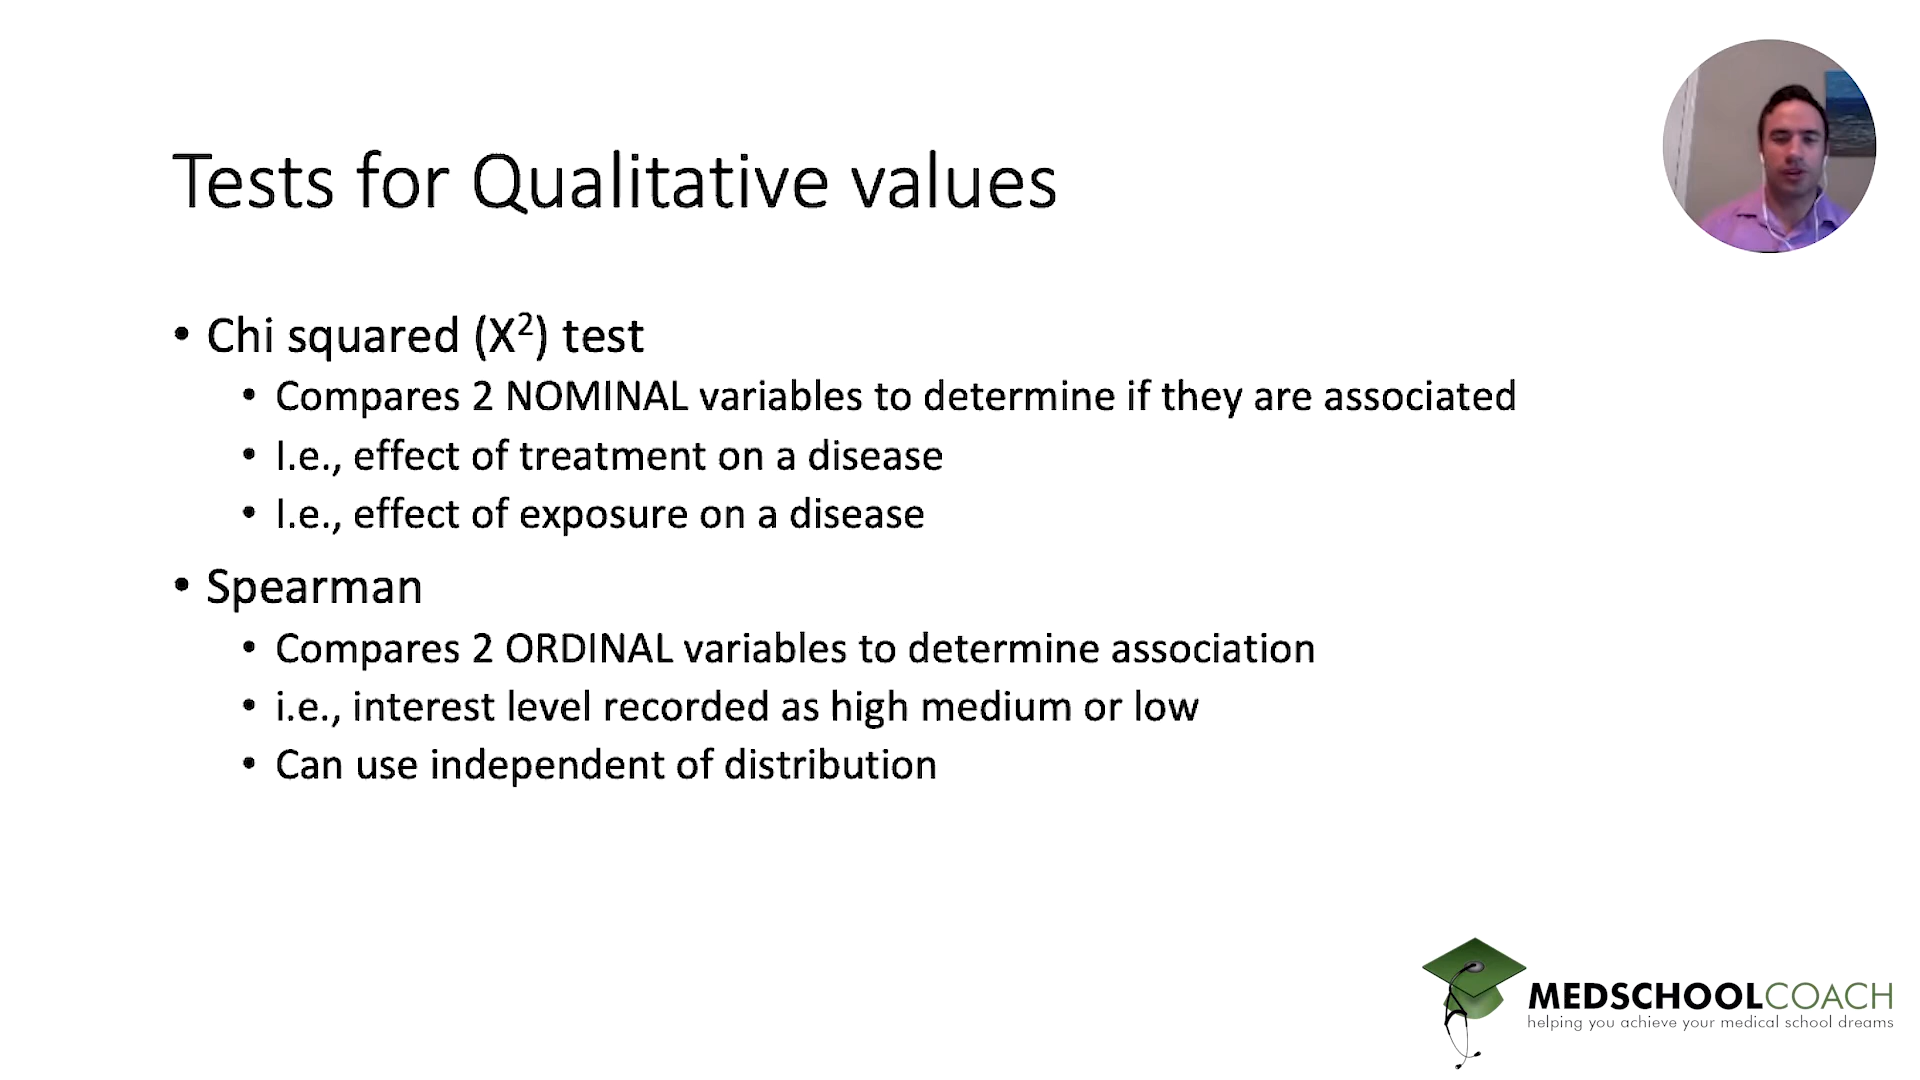 Tests for Qualitative values
• Chi squared (X²) test
• Compares 2 NOMINAL variables to determine if they are associated
• I.e., effect of treatment on a disease
• I.e., effect of exposure on a disease
• Spearman
• Compares 2 ORDINAL variables to determine association
• i.e., interest level recorded as high medium or low
• Can use independent of distribution
MEDSCHOOLCOACH
helping you achieve your medical school dreams